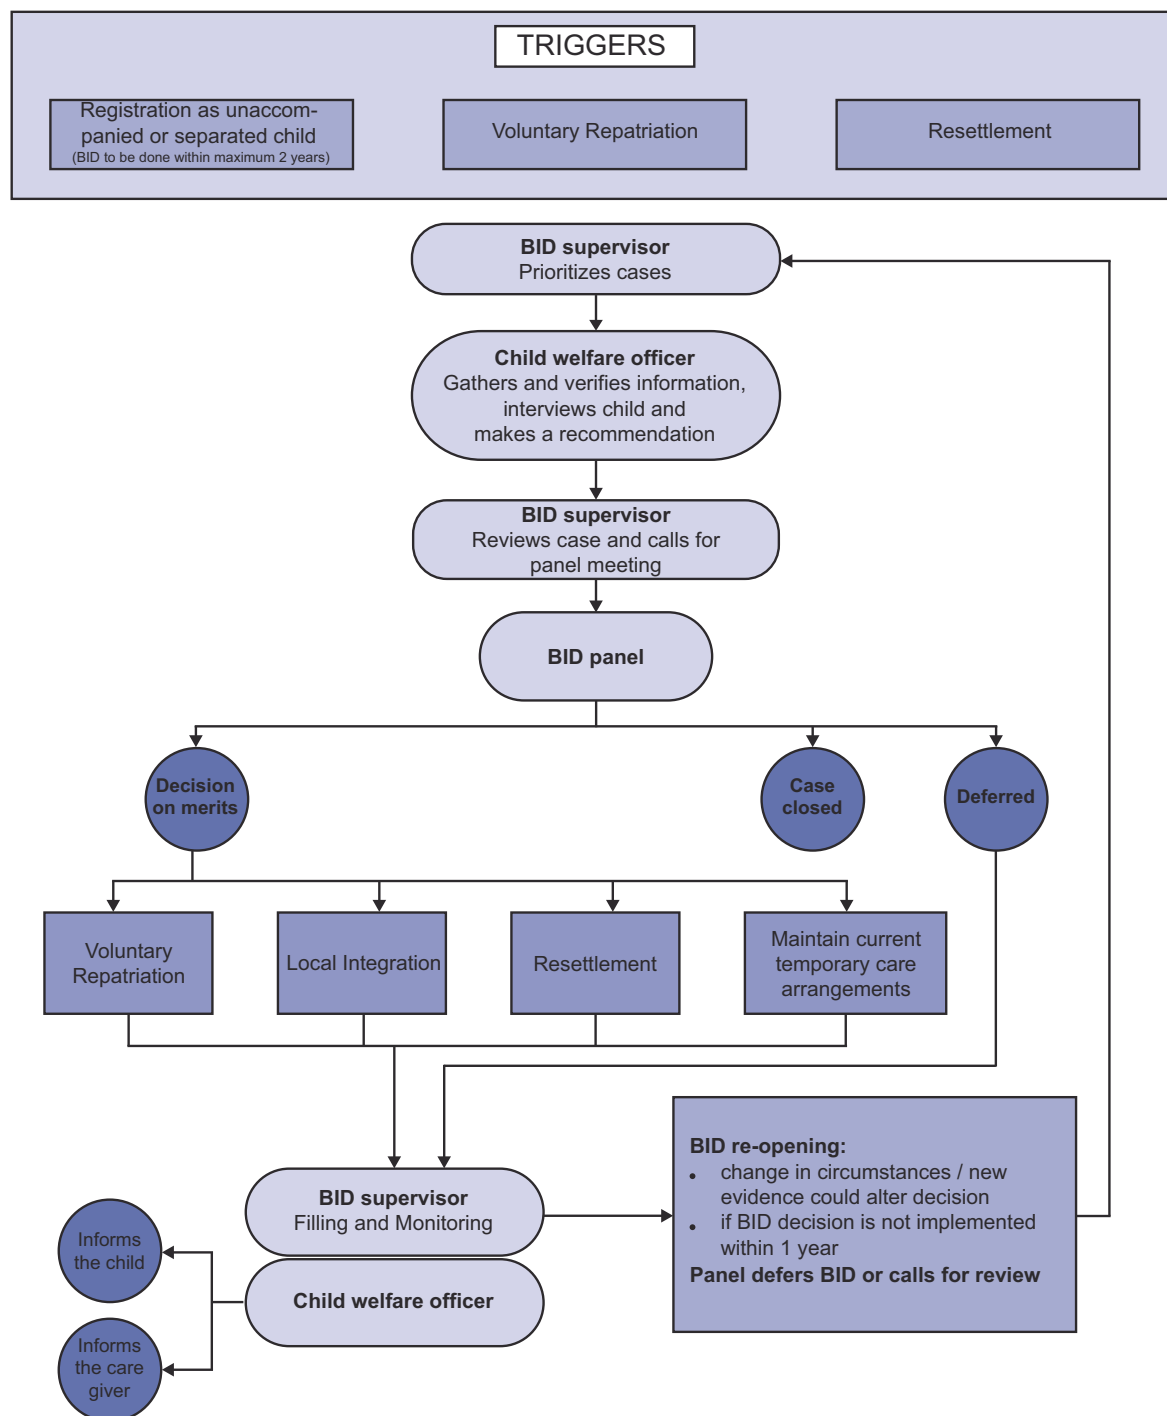 TRIGGERS
Registration as unaccom-
panied or separated child
(BID to be done within maximum 2 years)
Voluntary Repatriation
Resettlement
BID supervisor
Prioritizes cases
Child welfare officer
Gathers and verifies information,
interviews child and
makes a recommendation
BID supervisor
Reviews case and calls for
panel meeting
BID panel
Decision
on merits
Case
closed
Deferred
Voluntary
Repatriation
Local Integration
Resettlement
Maintain current
temporary care
arrangements
BID supervisor
Filling and Monitoring
Child welfare officer
Informs
the child
Informs
the care
giver
BID re-opening:
• change in circumstances / new
evidence could alter decision
• if BID decision is not implemented
within 1 year
Panel defers BID or calls for review